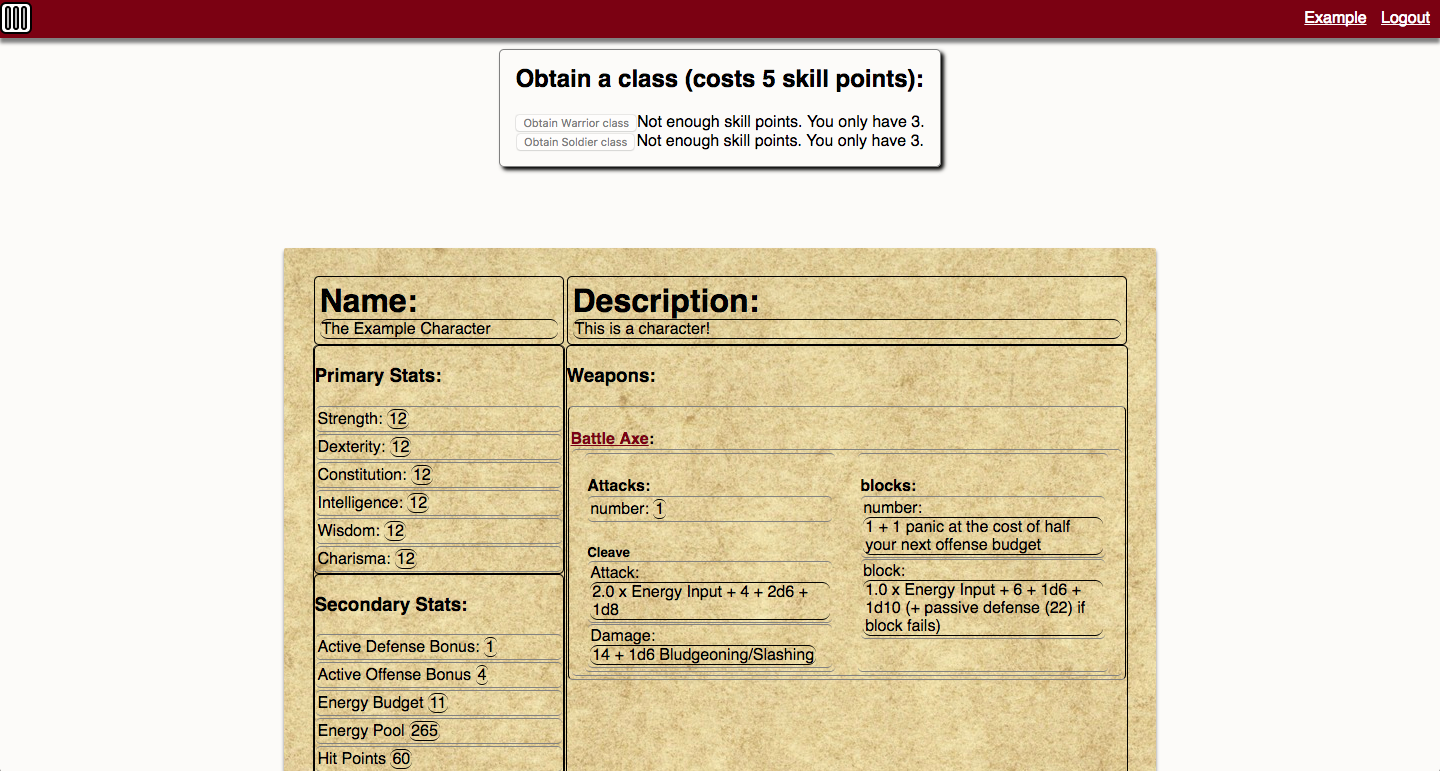 Example Logout
Obtain a class (costs 5 skill points):
Obtain Warrior class Not enough skill points. You only have 3.
Obtain Soldier class Not enough skill points. You only have 3.
Name:
The Example Character
Description:
This is a character!
Primary Stats:
Strength: 12
Dexterity: 12
Constitution: 12
Intelligence: 12
Wisdom: 12
Charisma: 12
Secondary Stats:
Active Defense Bonus: 1
Active Offense Bonus 4
Energy Budget 11
Energy Pool 265
Hit Points 60
Weapons:
Battle Axe:
Attacks:
number: 1
Cleave
Attack:
2.0 x Energy Input + 4 + 2d6 +
1d8
Damage:
14 + 1d6 Bludgeoning/Slashing
blocks:
number:
1 + 1 panic at the cost of half
your next offense budget
block:
1.0 x Energy Input + 6 + 1d6 +
1d10 (+ passive defense (22) if
block fails)